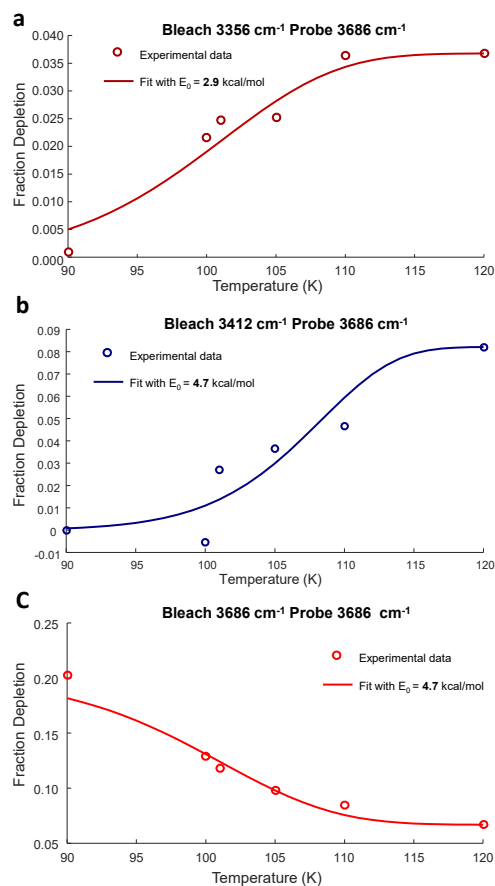 a
Bleach 3356 cm⁻¹ Probe 3686 cm⁻¹
0.040
0.035
0.030
0.025
0.020
0.015
0.010
0.005
0.000
Fraction Depletion
Experimental data
Fit with E₀ = 2.9 kcal/mol
90 95 100 105 110 115 120
Temperature (K)
b
Bleach 3412 cm⁻¹ Probe 3686 cm⁻¹
0.09
0.08
0.07
0.06
0.05
0.04
0.03
0.02
0.01
0
-0.01
Fraction Depletion
Experimental data
Fit with E₀ = 4.7 kcal/mol
90 95 100 105 110 115 120
Temperature (K)
C
Bleach 3686 cm⁻¹ Probe 3686 cm⁻¹
0.25
0.20
0.15
0.10
0.05
Fraction Depletion
Experimental data
Fit with E₀ = 4.7 kcal/mol
90 95 100 105 110 115 120
Temperature (K)